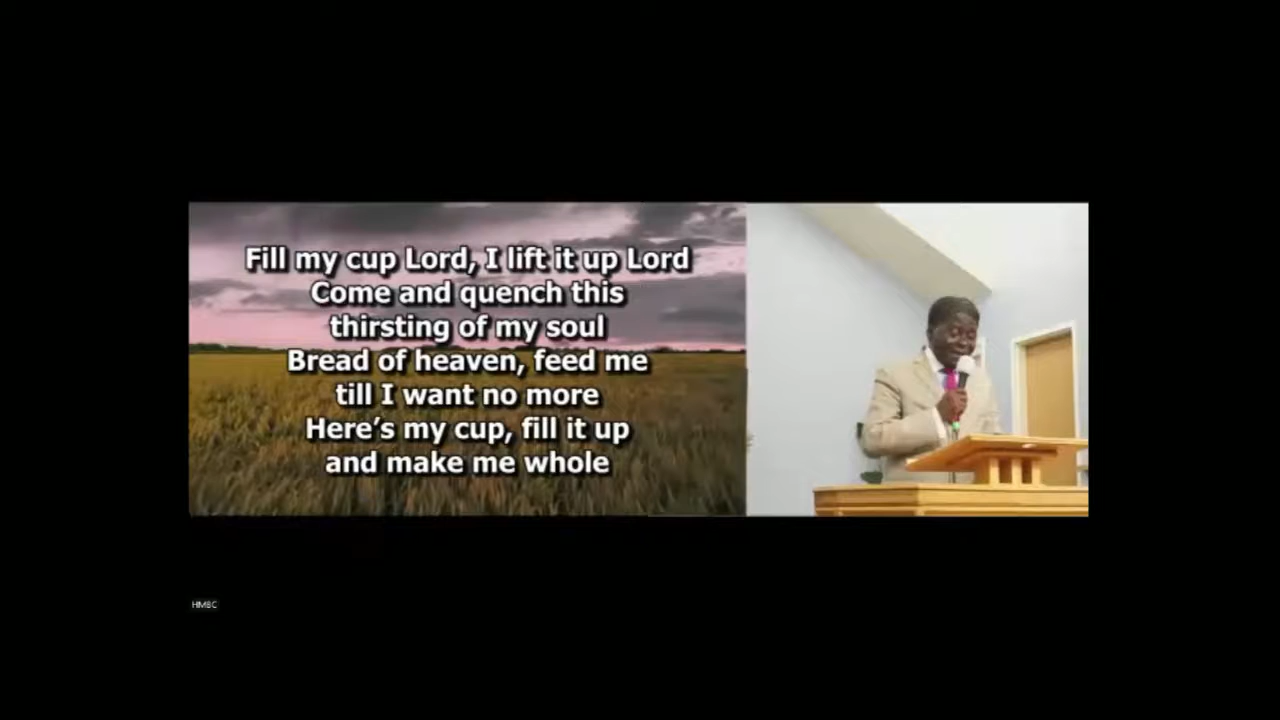 Fill my cup Lord, I lift it up Lord
Come and quench this
thirsting of my soul
Bread of heaven, feed me
till I want no more
Here's my cup, fill it up
and make me whole
HMBC